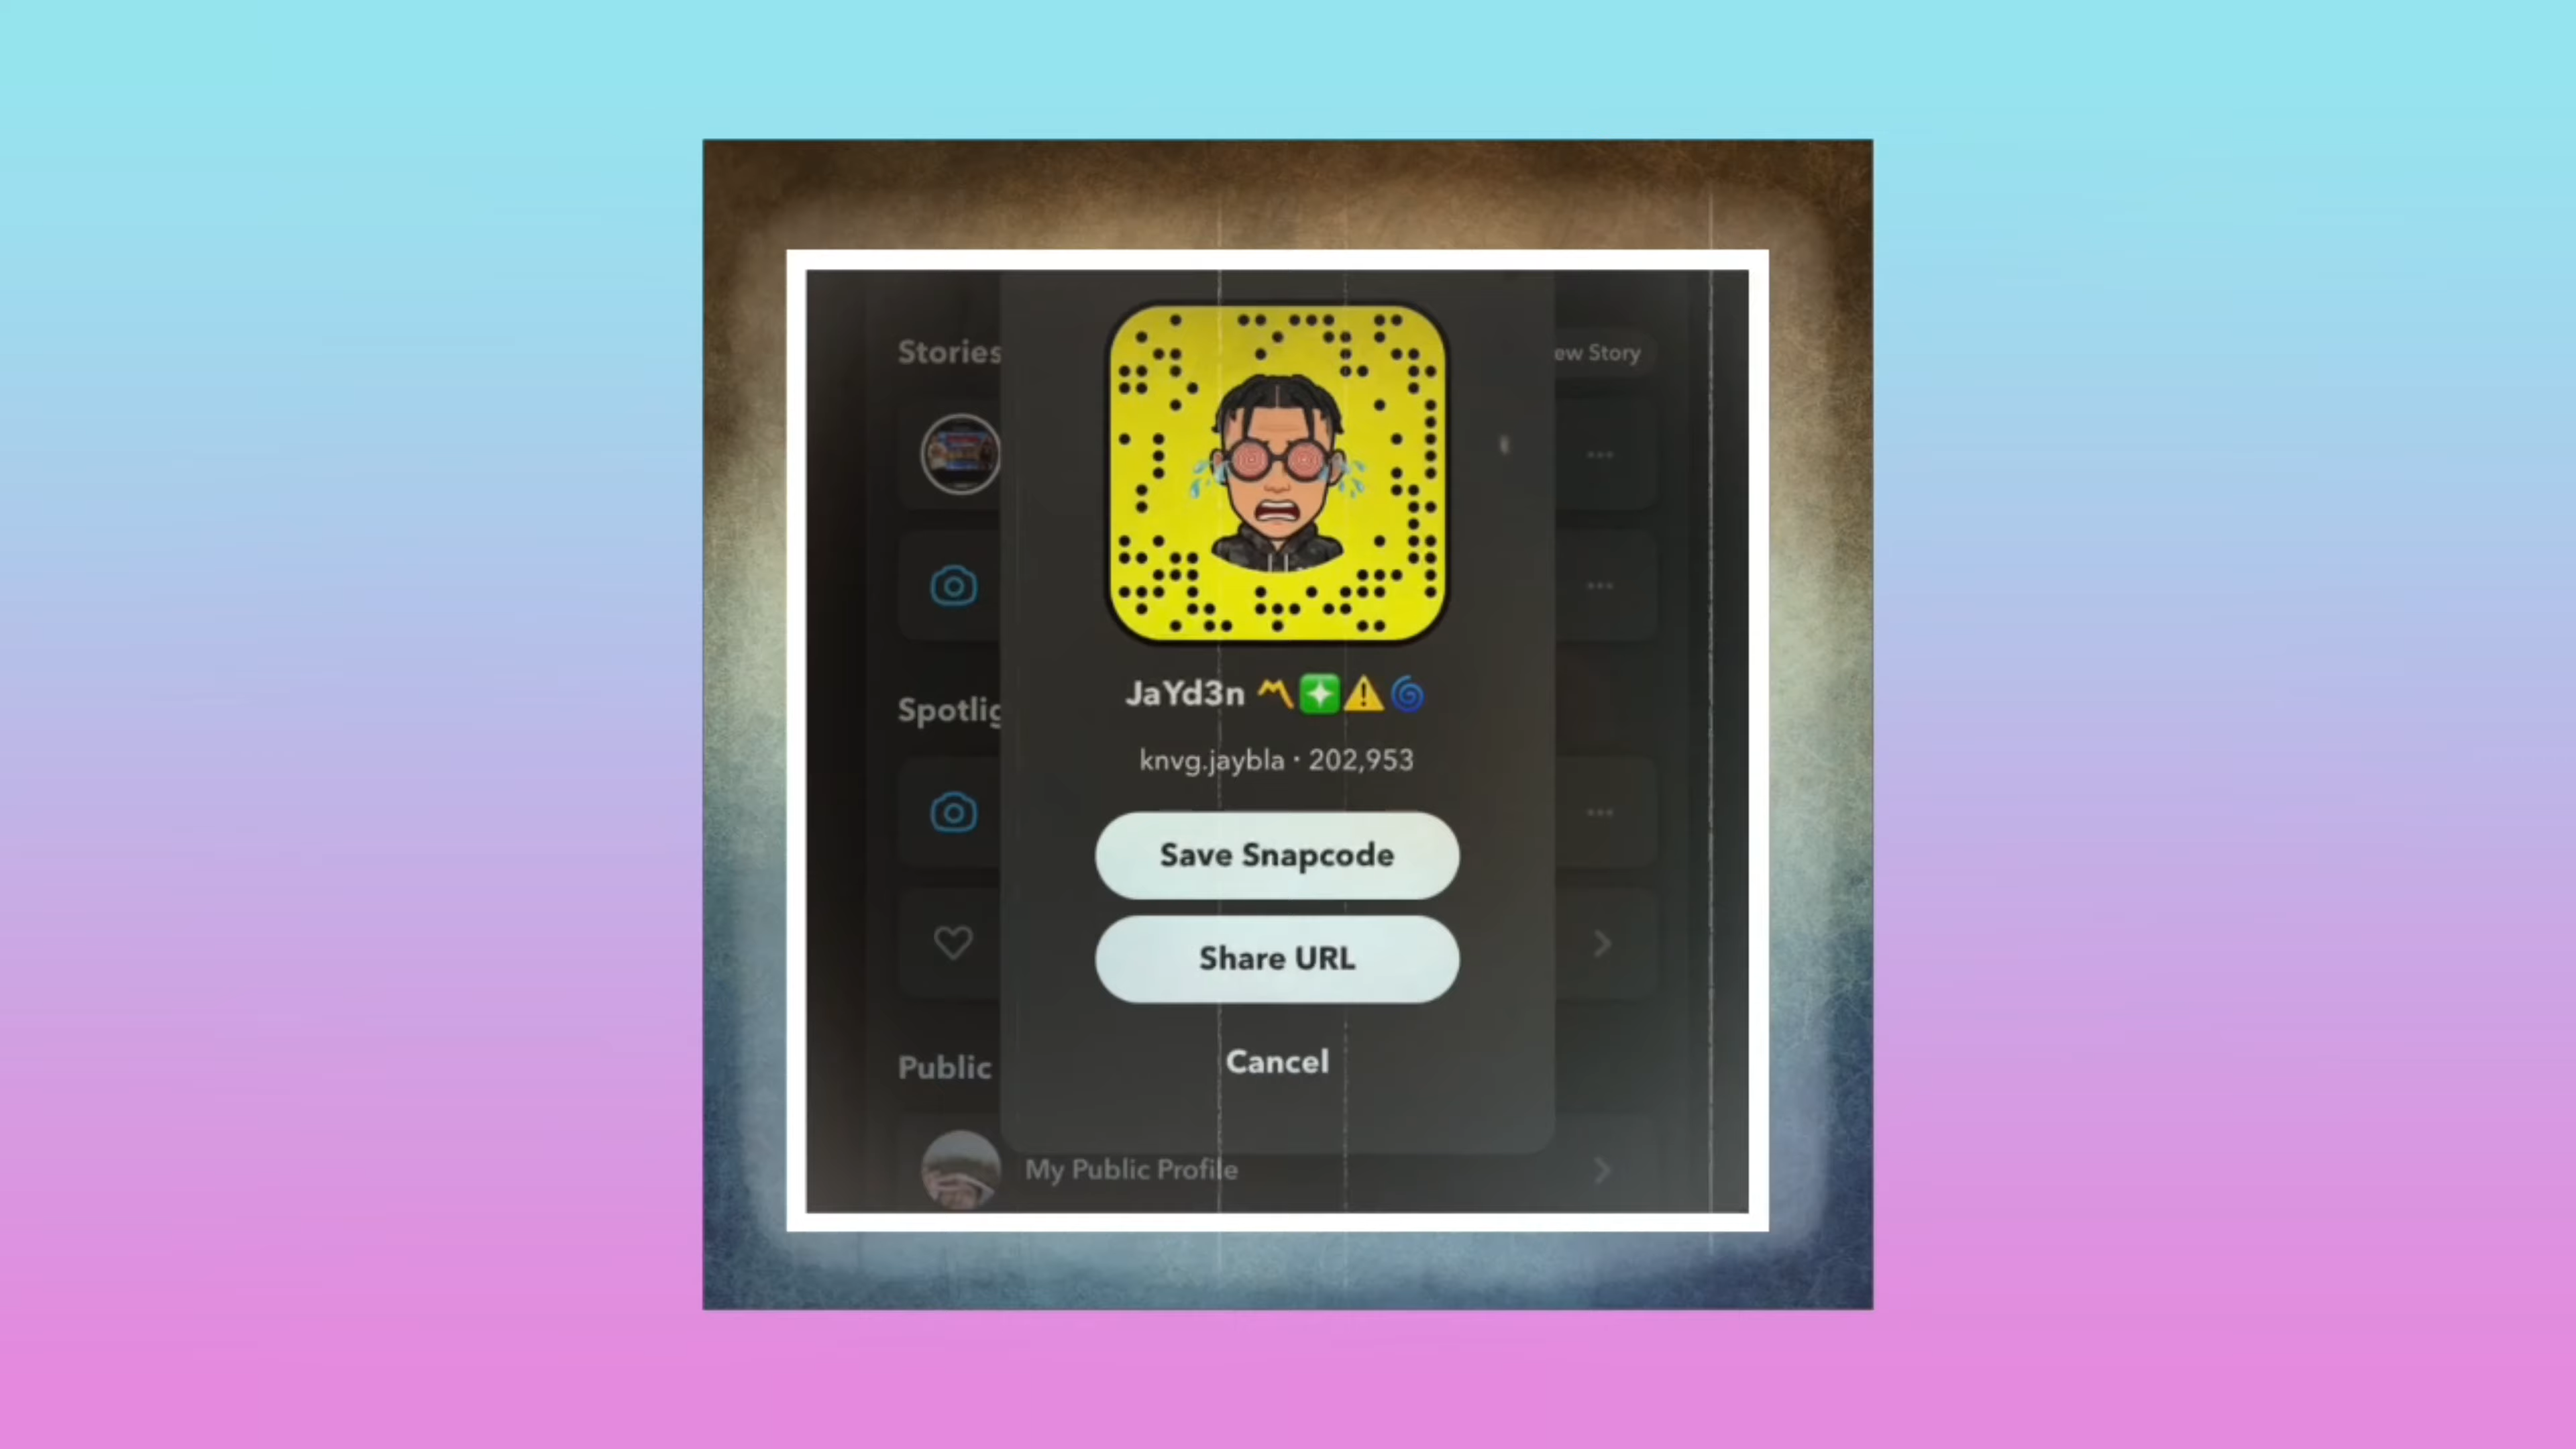 Stories
ew Story
JaYd3n 〽️❇️⚠️🌀
knvg.jaybla · 202,953
Spotlig
Save Snapcode
Share URL
Cancel
Public
My Public Profile